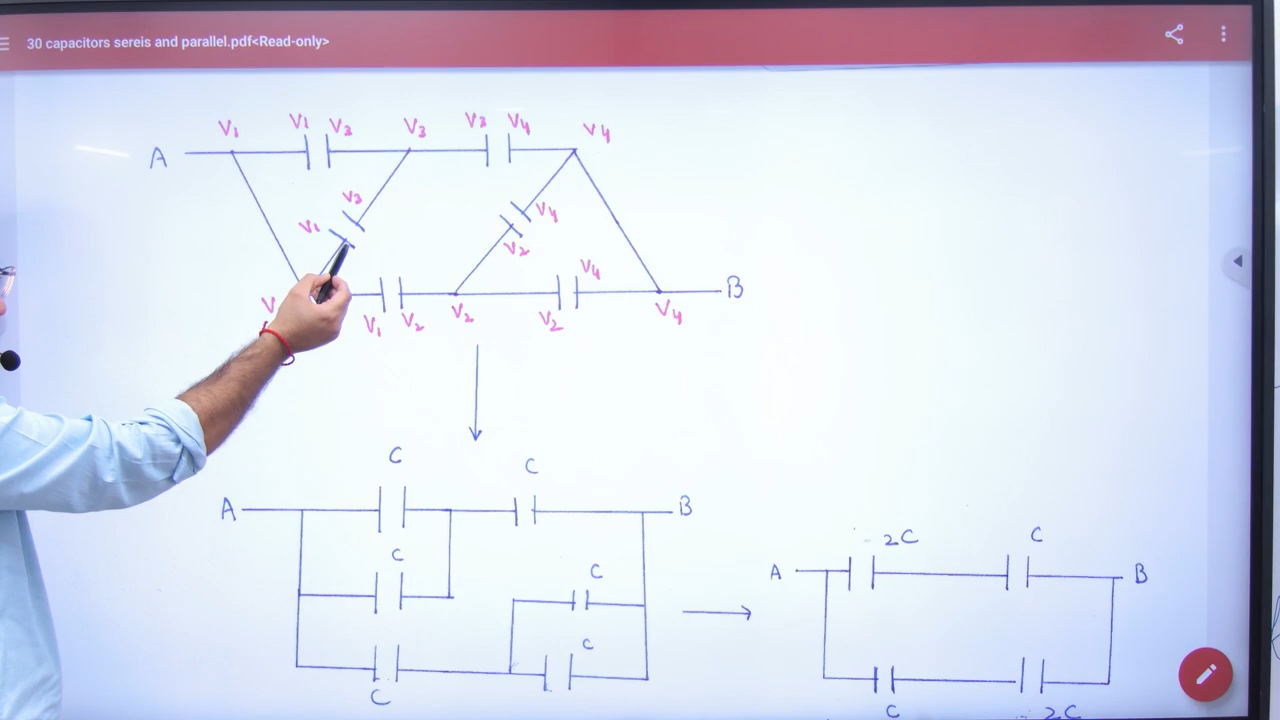 30 capacitors sereis and parallel.pdf<Read-only>
V1 V1 V3 V3 V3 V4 V4
A
V3
V1 V4
V2
V4
B
V1 V2 V2 V2 V4
C C
A B
C
C
C
C
2C C
A B
C 2C